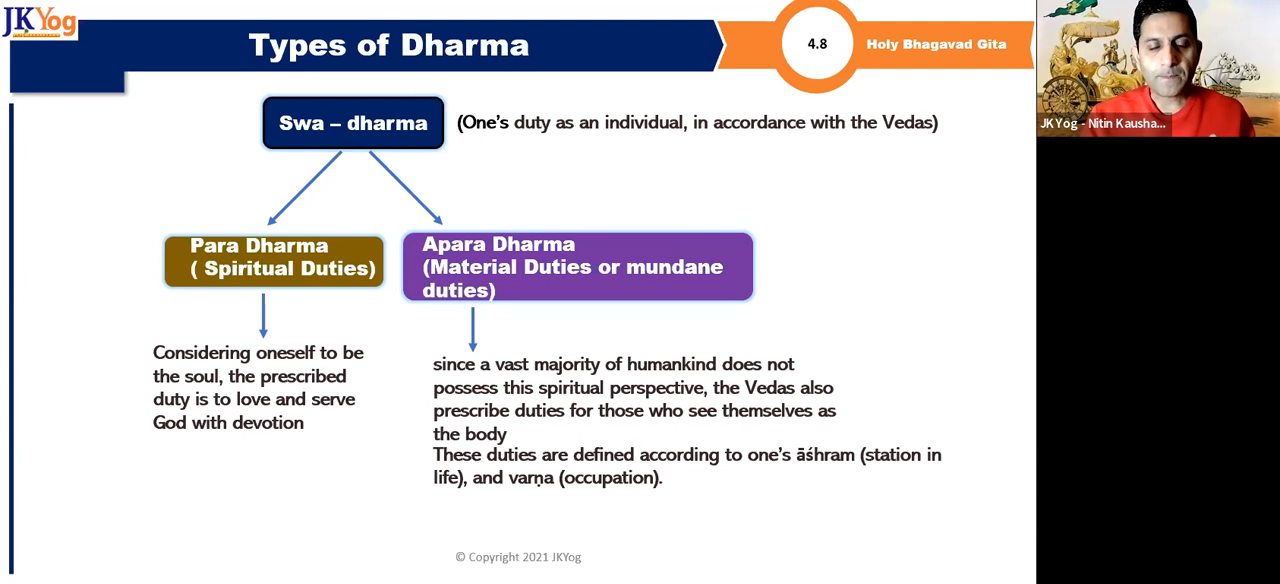 JKYog
Types of Dharma
4.8
Holy Bhagavad Gita
Swa – dharma
(One's duty as an individual, in accordance with the Vedas)
Para Dharma
( Spiritual Duties)
Apara Dharma
(Material Duties or mundane
duties)
Considering oneself to be
the soul, the prescribed
duty is to love and serve
God with devotion
since a vast majority of humankind does not
possess this spiritual perspective, the Vedas also
prescribe duties for those who see themselves as
the body
These duties are defined according to one's āśhram (station in
life), and varṇa (occupation).
© Copyright 2021 JKYog
JKYog - Nitin Kausha...